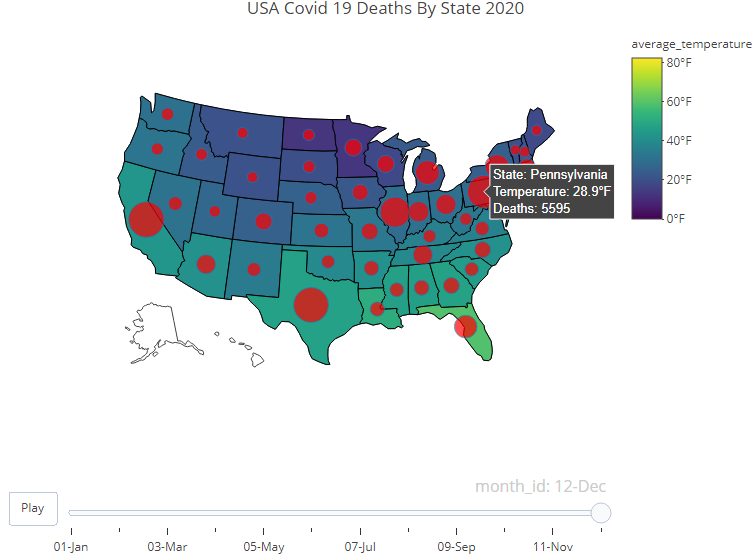 USA Covid 19 Deaths By State 2020
average_temperature
80°F
60°F
40°F
20°F
0°F
State: Pennsylvania
Temperature: 28.9°F
Deaths: 5595
month_id: 12-Dec
Play
01-Jan
03-Mar
05-May
07-Jul
09-Sep
11-Nov